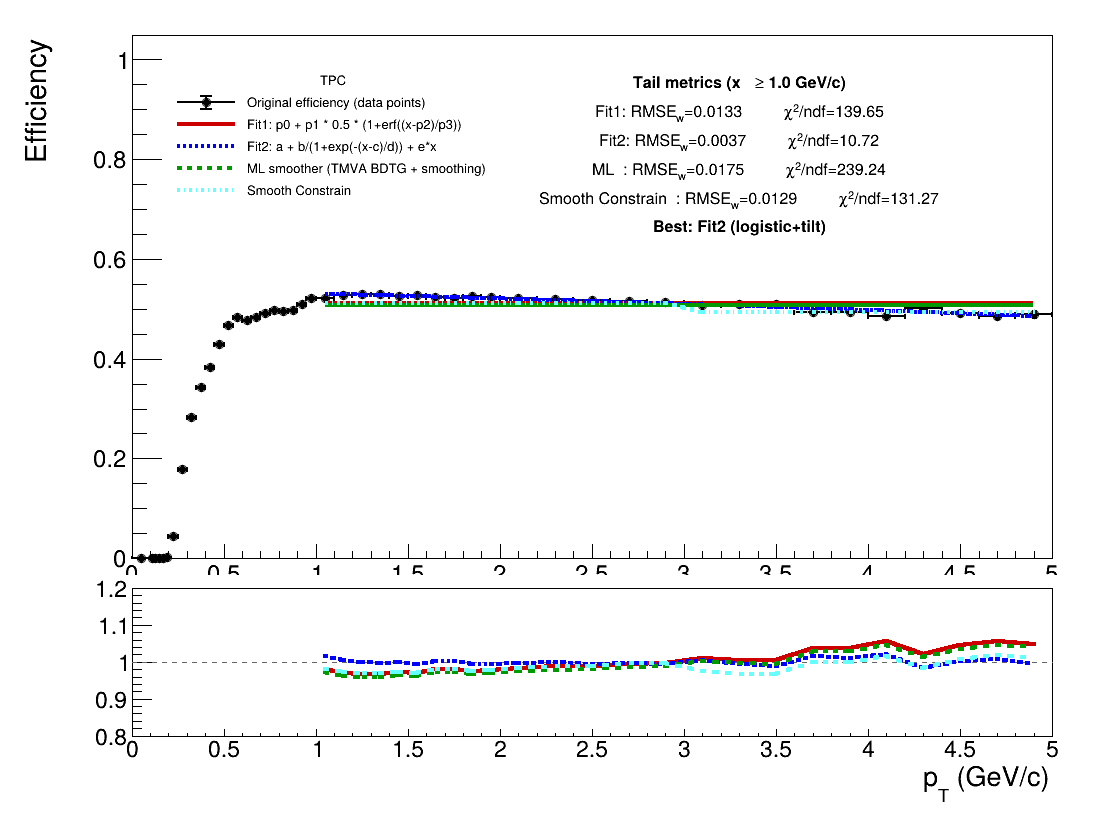 Efficiency
1
0.8
0.6
0.4
0.2
0
TPC
Original efficiency (data points)
Fit1: p0 + p1 * 0.5 * (1+erf((x-p2)/p3))
Fit2: a + b/(1+exp(-(x-c)/d)) + e*x
ML smoother (TMVA BDTG + smoothing)
Smooth Constrain
Tail metrics (x ≥ 1.0 GeV/c)
Fit1: RMSE_w=0.0133 χ²/ndf=139.65
Fit2: RMSE_w=0.0037 χ²/ndf=10.72
ML : RMSE_w=0.0175 χ²/ndf=239.24
Smooth Constrain : RMSE_w=0.0129 χ²/ndf=131.27
Best: Fit2 (logistic+tilt)
0 0.5 1 1.5 2 2.5 3 3.5 4 4.5 5
1.2
1.1
1
0.9
0.8
0 0.5 1 1.5 2 2.5 3 3.5 4 4.5 5
p_T (GeV/c)